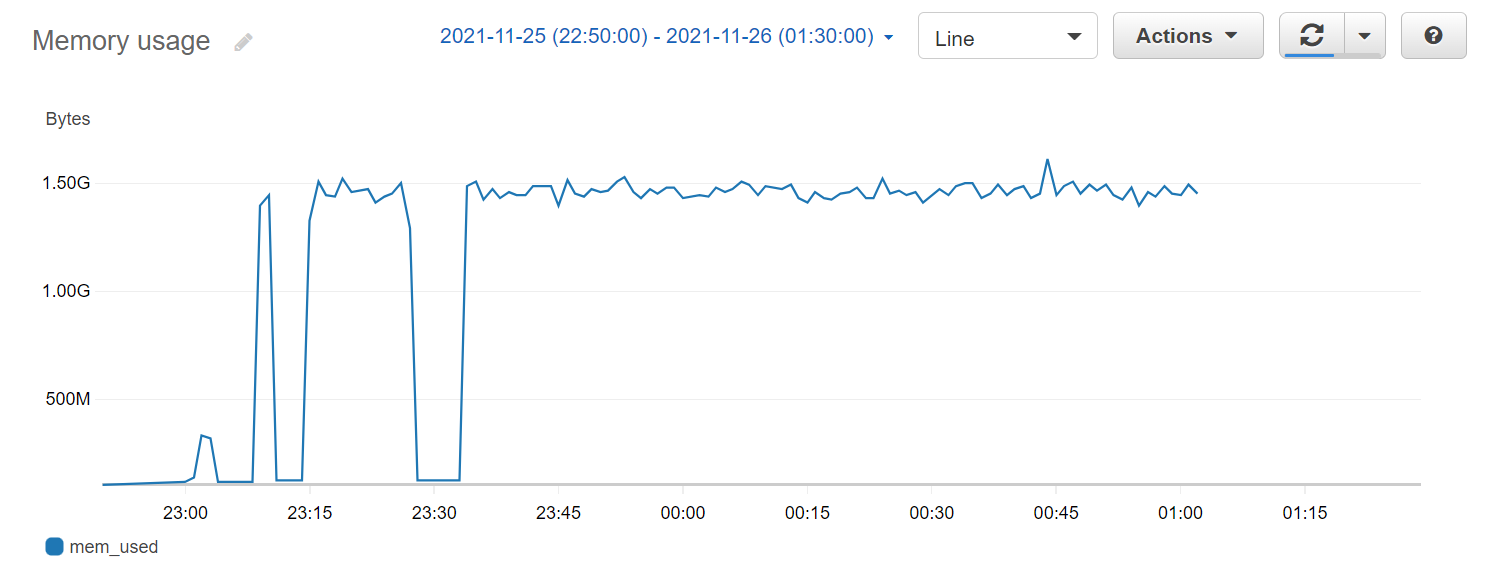 Memory usage
2021-11-25 (22:50:00) - 2021-11-26 (01:30:00)
Line
Actions
?
Bytes
1.50G
1.00G
500M
23:00 23:15 23:30 23:45 00:00 00:15 00:30 00:45 01:00 01:15
mem_used